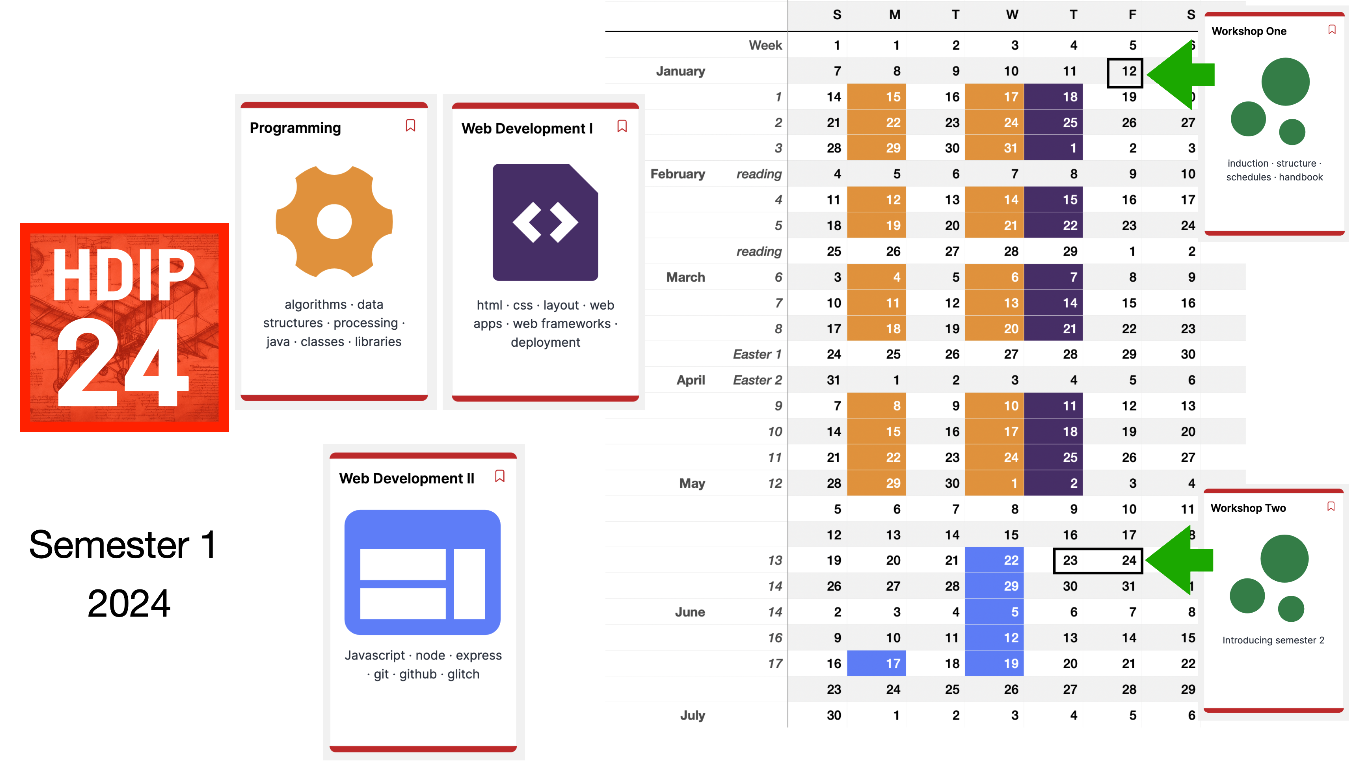 HDIP
24
Semester 1
2024
Programming
algorithms · data
structures · processing ·
java · classes · libraries
Web Development I
html · css · layout · web
apps · web frameworks ·
deployment
Web Development II
Javascript · node · express
· git · github · glitch
S M T W T F S
Week 1 1 2 3 4 5 6
January 7 8 9 10 11 12
1 14 15 16 17 18 19 0
2 21 22 23 24 25 26 27
3 28 29 30 31 1 2 3
February reading 4 5 6 7 8 9 10
4 11 12 13 14 15 16 17
5 18 19 20 21 22 23 24
reading 25 26 27 28 29 1 2
March 6 3 4 5 6 7 8 9
7 10 11 12 13 14 15 16
8 17 18 19 20 21 22 23
Easter 1 24 25 26 27 28 29 30
April Easter 2 31 1 2 3 4 5 6
9 7 8 9 10 11 12 13
10 14 15 16 17 18 19 20
11 21 22 23 24 25 26 27
May 12 28 29 30 1 2 3 4
5 6 7 8 9 10 11
12 13 14 15 16 17 8
13 19 20 21 22 23 24
14 26 27 28 29 30 31 1
June 14 2 3 4 5 6 7 8
16 9 10 11 12 13 14 15
17 16 17 18 19 20 21 22
23 24 25 26 27 28 29
July 30 1 2 3 4 5 6
Workshop One
induction · structure ·
schedules · handbook
Workshop Two
Introducing semester 2